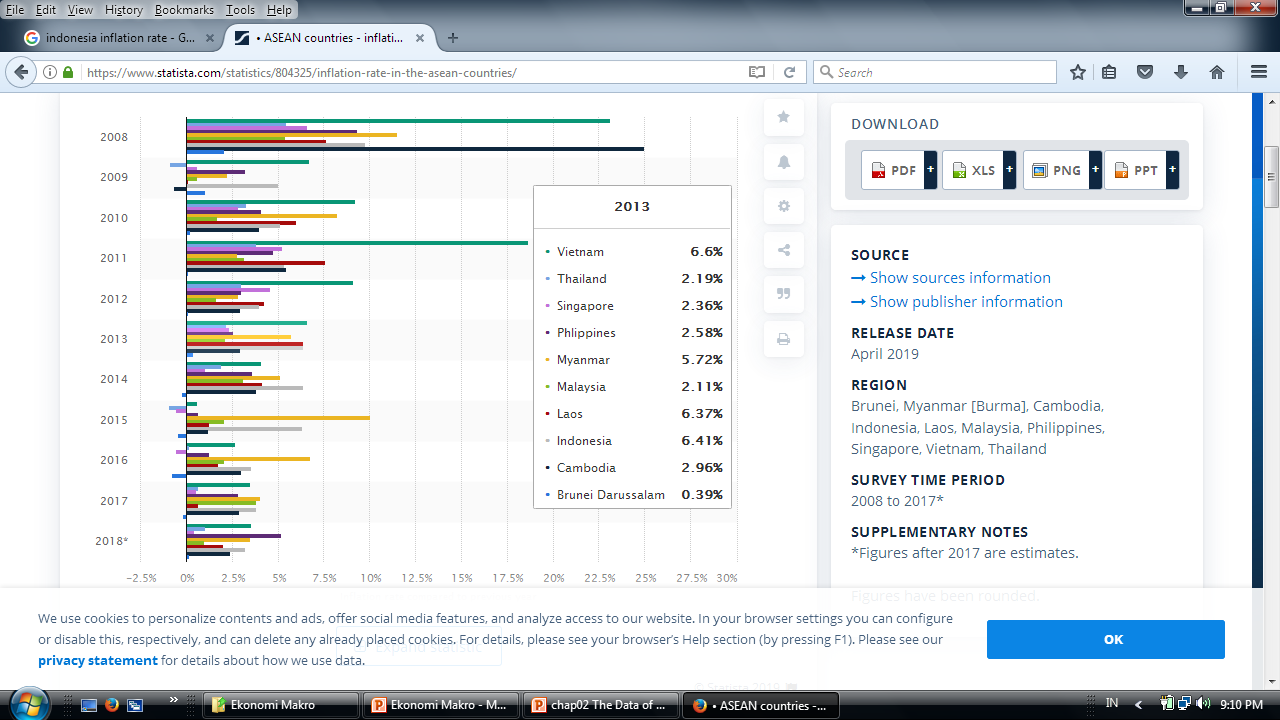 File Edit View History Bookmarks Tools Help
indonesia inflation rate - G...
• ASEAN countries - inflati...
https://www.statista.com/statistics/804325/inflation-rate-in-the-asean-countries/
Search
2008
2009
2010
2011
2012
2013
2014
2015
2016
2017
2018*
−2.5% 0% 2.5% 5% 7.5% 10% 12.5% 15% 17.5% 20% 22.5% 25% 27.5% 30%
2013
Vietnam 6.6%
Thailand 2.19%
Singapore 2.36%
Phlippines 2.58%
Myanmar 5.72%
Malaysia 2.11%
Laos 6.37%
Indonesia 6.41%
Cambodia 2.96%
Brunei Darussalam 0.39%
DOWNLOAD
PDF + XLS + PNG + PPT +
SOURCE
Show sources information
Show publisher information
RELEASE DATE
April 2019
REGION
Brunei, Myanmar [Burma], Cambodia,
Indonesia, Laos, Malaysia, Philippines,
Singapore, Vietnam, Thailand
SURVEY TIME PERIOD
2008 to 2017*
SUPPLEMENTARY NOTES
*Figures after 2017 are estimates.
Figures have been rounded.
We use cookies to personalize contents and ads, offer social media features, and analyze access to our website. In your browser settings you can configure
or disable this, respectively, and can delete any already placed cookies. For details, please see your browser's Help section (by pressing F1). Please see our
privacy statement for details about how we use data.
Expand statistic
OK
© Statista 2019
Ekonomi Makro
Ekonomi Makro - M...
chap02 The Data of ...
• ASEAN countries -...
IN
9:10 PM